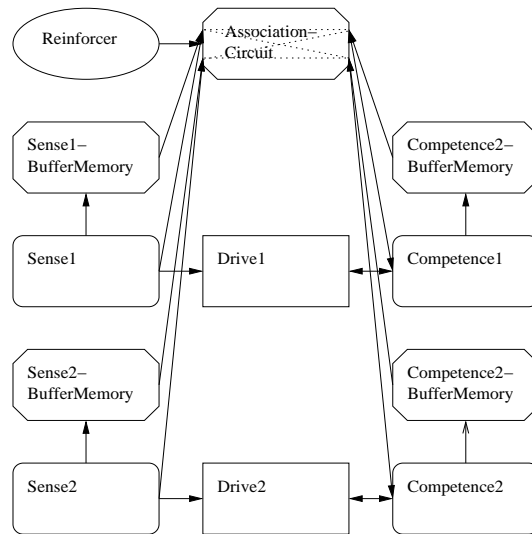 Reinforcer
Association–
Circuit
Sense1–
BufferMemory
Competence2–
BufferMemory
Sense1
Drive1
Competence1
Sense2–
BufferMemory
Competence2–
BufferMemory
Sense2
Drive2
Competence2